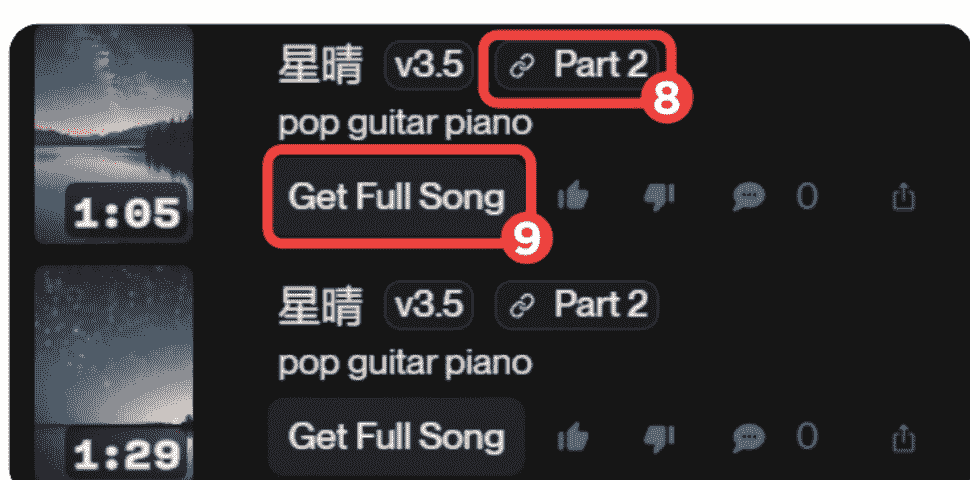 星晴 v3.5 Part 2
8
pop guitar piano
1:05
Get Full Song 0
9
星晴 v3.5 Part 2
pop guitar piano
1:29
Get Full Song 0